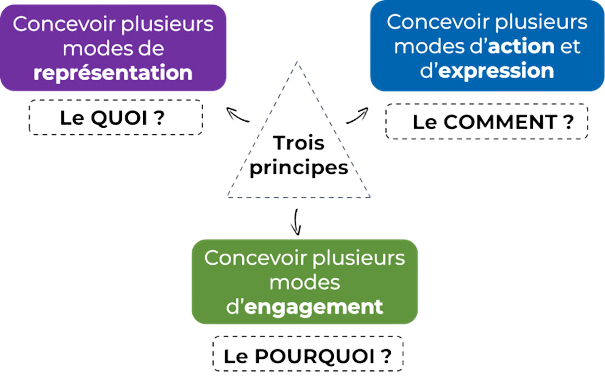 Concevoir plusieurs
modes de
représentation
Le QUOI ?
Concevoir plusieurs
modes d'action et
d'expression
Le COMMENT ?
Trois
principes
Concevoir plusieurs
modes
d'engagement
Le POURQUOI ?